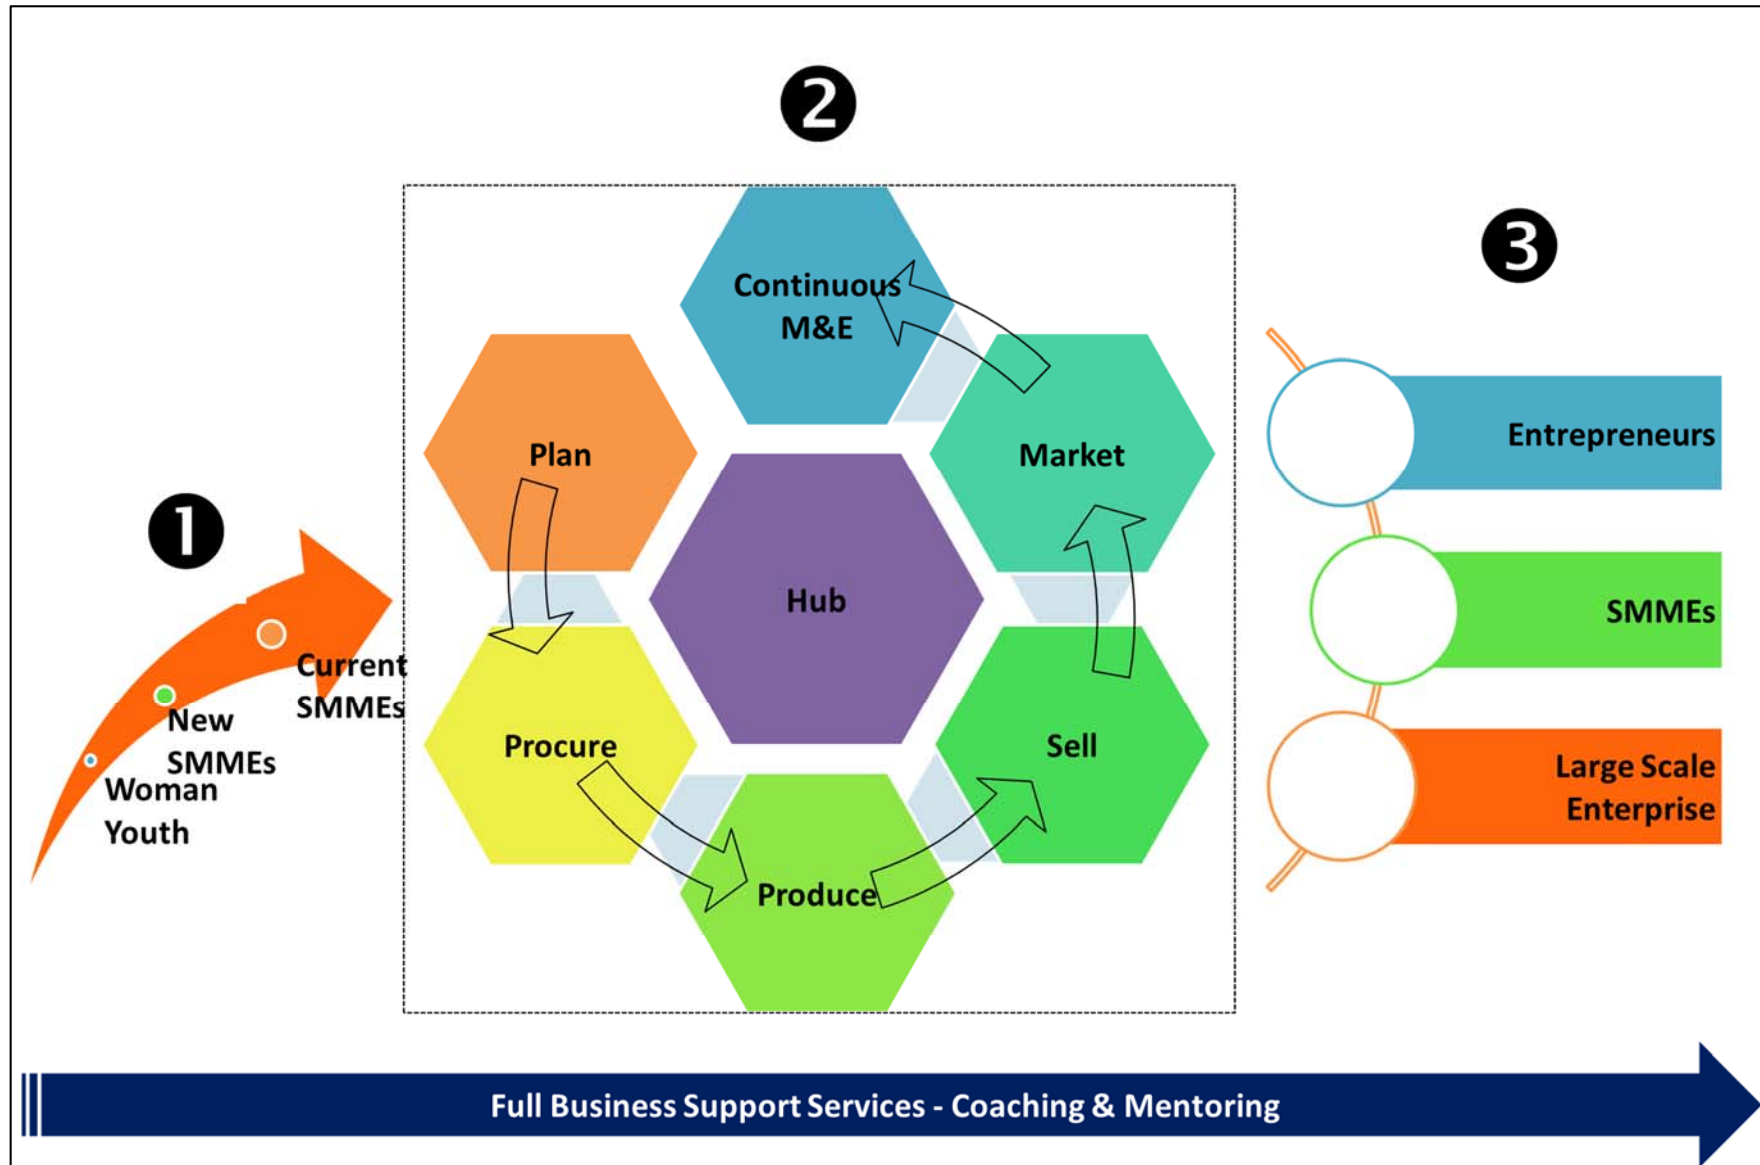 1
Woman
Youth
New
SMMEs
Current
SMMEs
2
Continuous
M&E
Plan
Market
Hub
Procure
Sell
Produce
3
Entrepreneurs
SMMEs
Large Scale
Enterprise
Full Business Support Services - Coaching & Mentoring